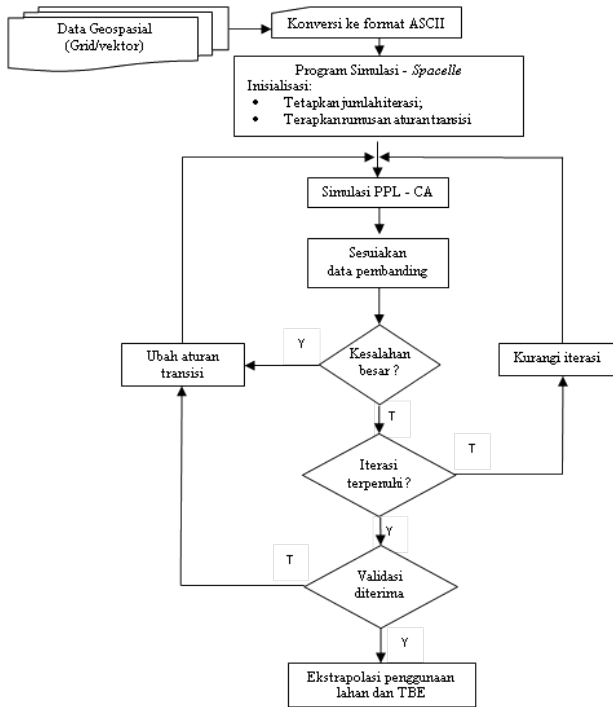 Data Geospasial
(Grid/vektor)
Konversi ke format ASCII
Program Simulasi - Spacelle
Inisialisasi:
• Tetapkan jumlah iterasi;
• Terapkan rumusan aturan transisi
Simulasi PPL - CA
Sesuiakan
data pembanding
Y
Kesalahan
besar ?
Ubah aturan
transisi
Kurangi iterasi
T
T
Iterasi
terpenuhi ?
Y
T
Validasi
diterima
Y
Ekstrapolasi penggunaan
lahan dan TBE